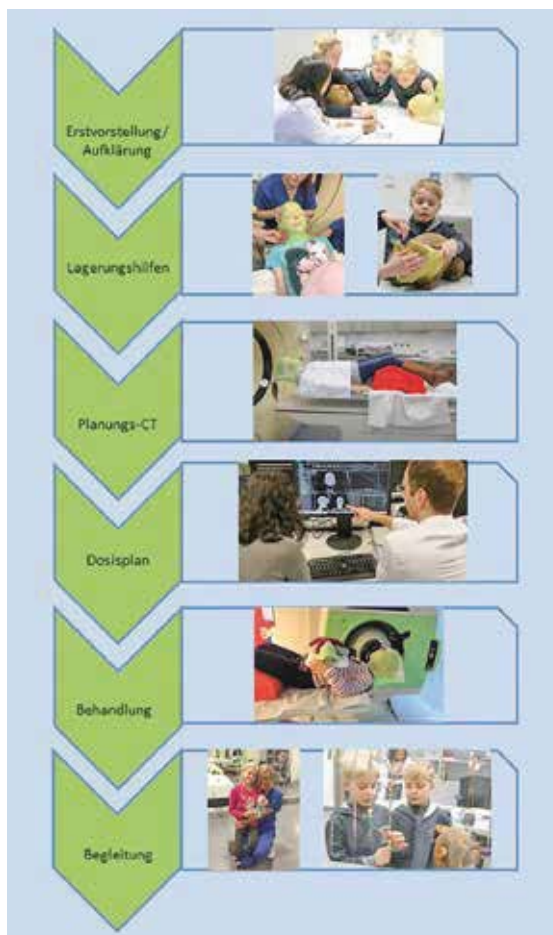 Erstvorstellung/
Aufklärung
Lagerungshilfen
Planungs-CT
Dosisplan
Behandlung
Begleitung